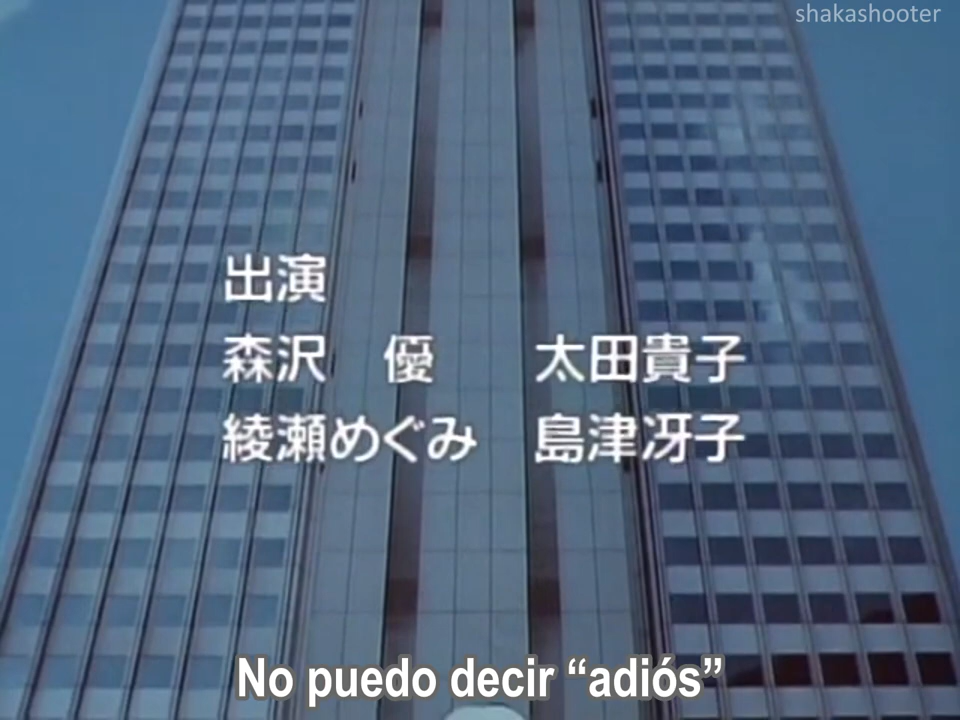 shakashooter
出演
森沢 優 太田貴子
綾瀬めぐみ 島津冴子
No puedo decir “adiós”